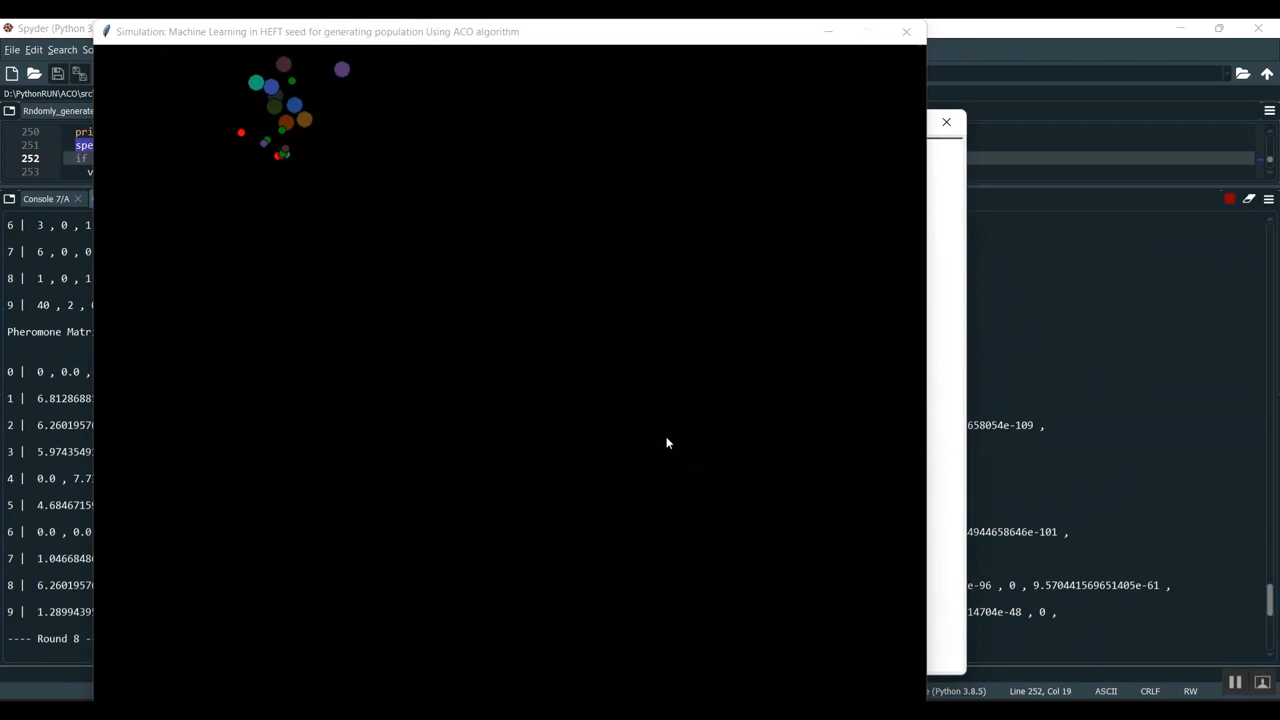 Spyder (Python 3
Simulation: Machine Learning in HEFT seed for generating population Using ACO algorithm
File Edit Search So
D:\PythonRUN\ACO\src
Rndomly_generate
250 pri
251 spe
252 if
253 v
Console 7/A
6 | 3 , 0 , 1
7 | 6 , 0 , 0
8 | 1 , 0 , 1
9 | 40 , 2 ,
Pheromone Matr
0 | 0 , 0.0 ,
1 | 6.8128688
2 | 6.2601957
658054e-109 ,
3 | 5.9743549
4 | 0.0 , 7.7
5 | 4.6846715
6 | 0.0 , 0.0
4944658646e-101 ,
7 | 1.0466848
8 | 6.2601957
e-96 , 0 , 9.570441569651405e-61 ,
9 | 1.2899439
14704e-48 , 0 ,
---- Round 8 --
(Python 3.8.5) Line 252, Col 19 ASCII CRLF RW